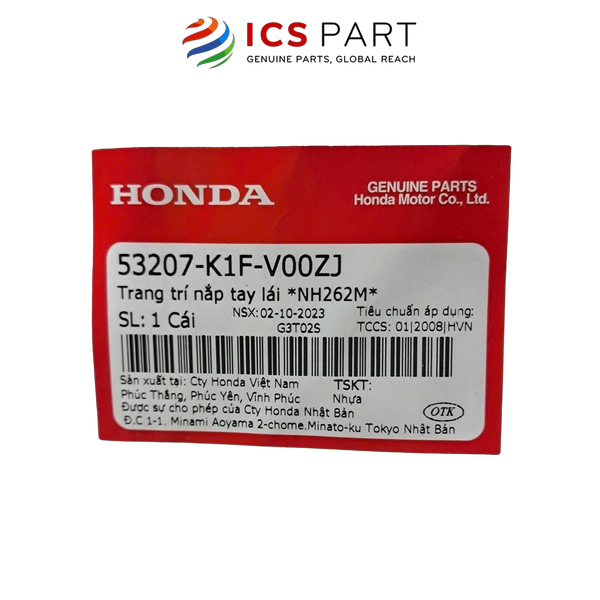 ICS PART
GENUINE PARTS, GLOBAL REACH
HONDA
GENUINE PARTS
Honda Motor Co., Ltd.
53207-K1F-V00ZJ
Trang trí nắp tay lái *NH262M*
SL: 1 Cái
NSX: 02-10-2023
G3T02S
Tiêu chuẩn áp dụng:
TCCS: 01|2008|HVN
Sản xuất tại: Cty Honda Việt Nam
Phúc Thắng, Phúc Yên, Vĩnh Phúc
TSKT:
Nhựa
Được sự cho phép của Cty Honda Nhật Bản
Đ.C 1-1. Minami Aoyama 2-chome.Minato-ku Tokyo Nhật Bản
OTK